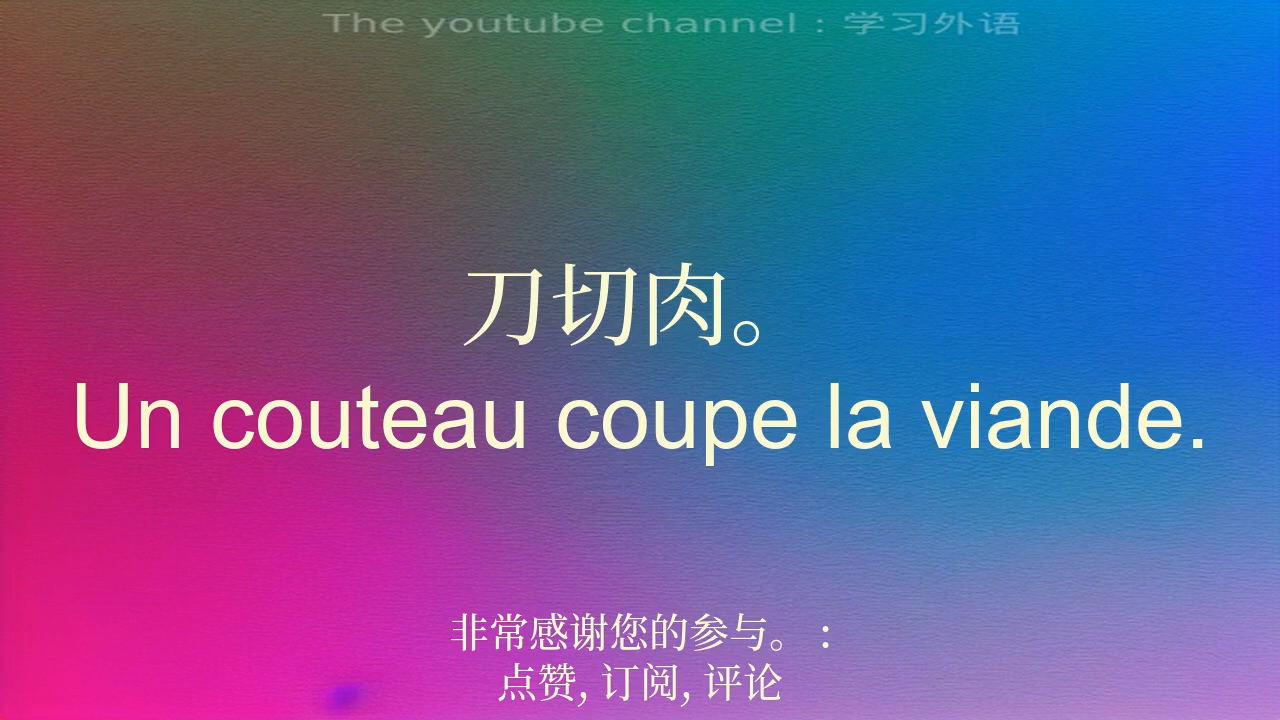 The youtube channel : 学习外语
刀切肉。
Un couteau coupe la viande.
非常感谢您的参与。 :
点赞, 订阅, 评论